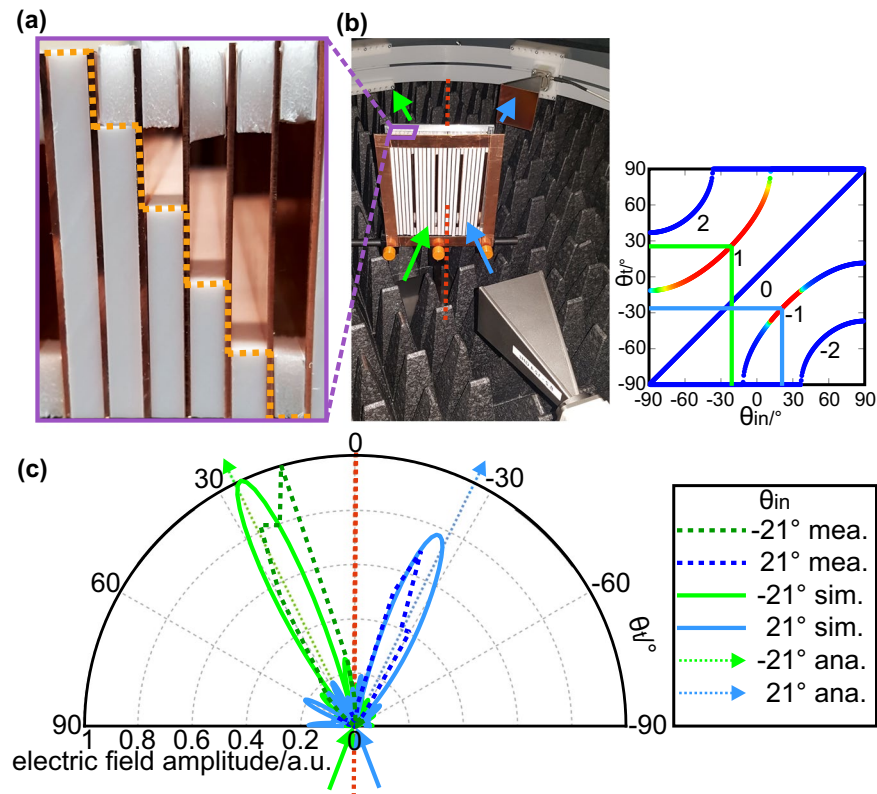 (a)
(b)
90
60
30
0
-30
-60
-90
θt/°
-90
-60
-30
0
30
60
90
θin/°
2
1
0
-1
-2
(c)
90
60
30
0
-30
-60
-90
θt/°
1
0.8
0.6
0.4
0.2
0
electric field amplitude/a.u.
θin
-21° mea.
21° mea.
-21° sim.
21° sim.
-21° ana.
21° ana.